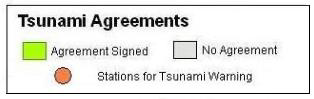 Tsunami Agreements
Agreement Signed No Agreement
Stations for Tsunami Warning